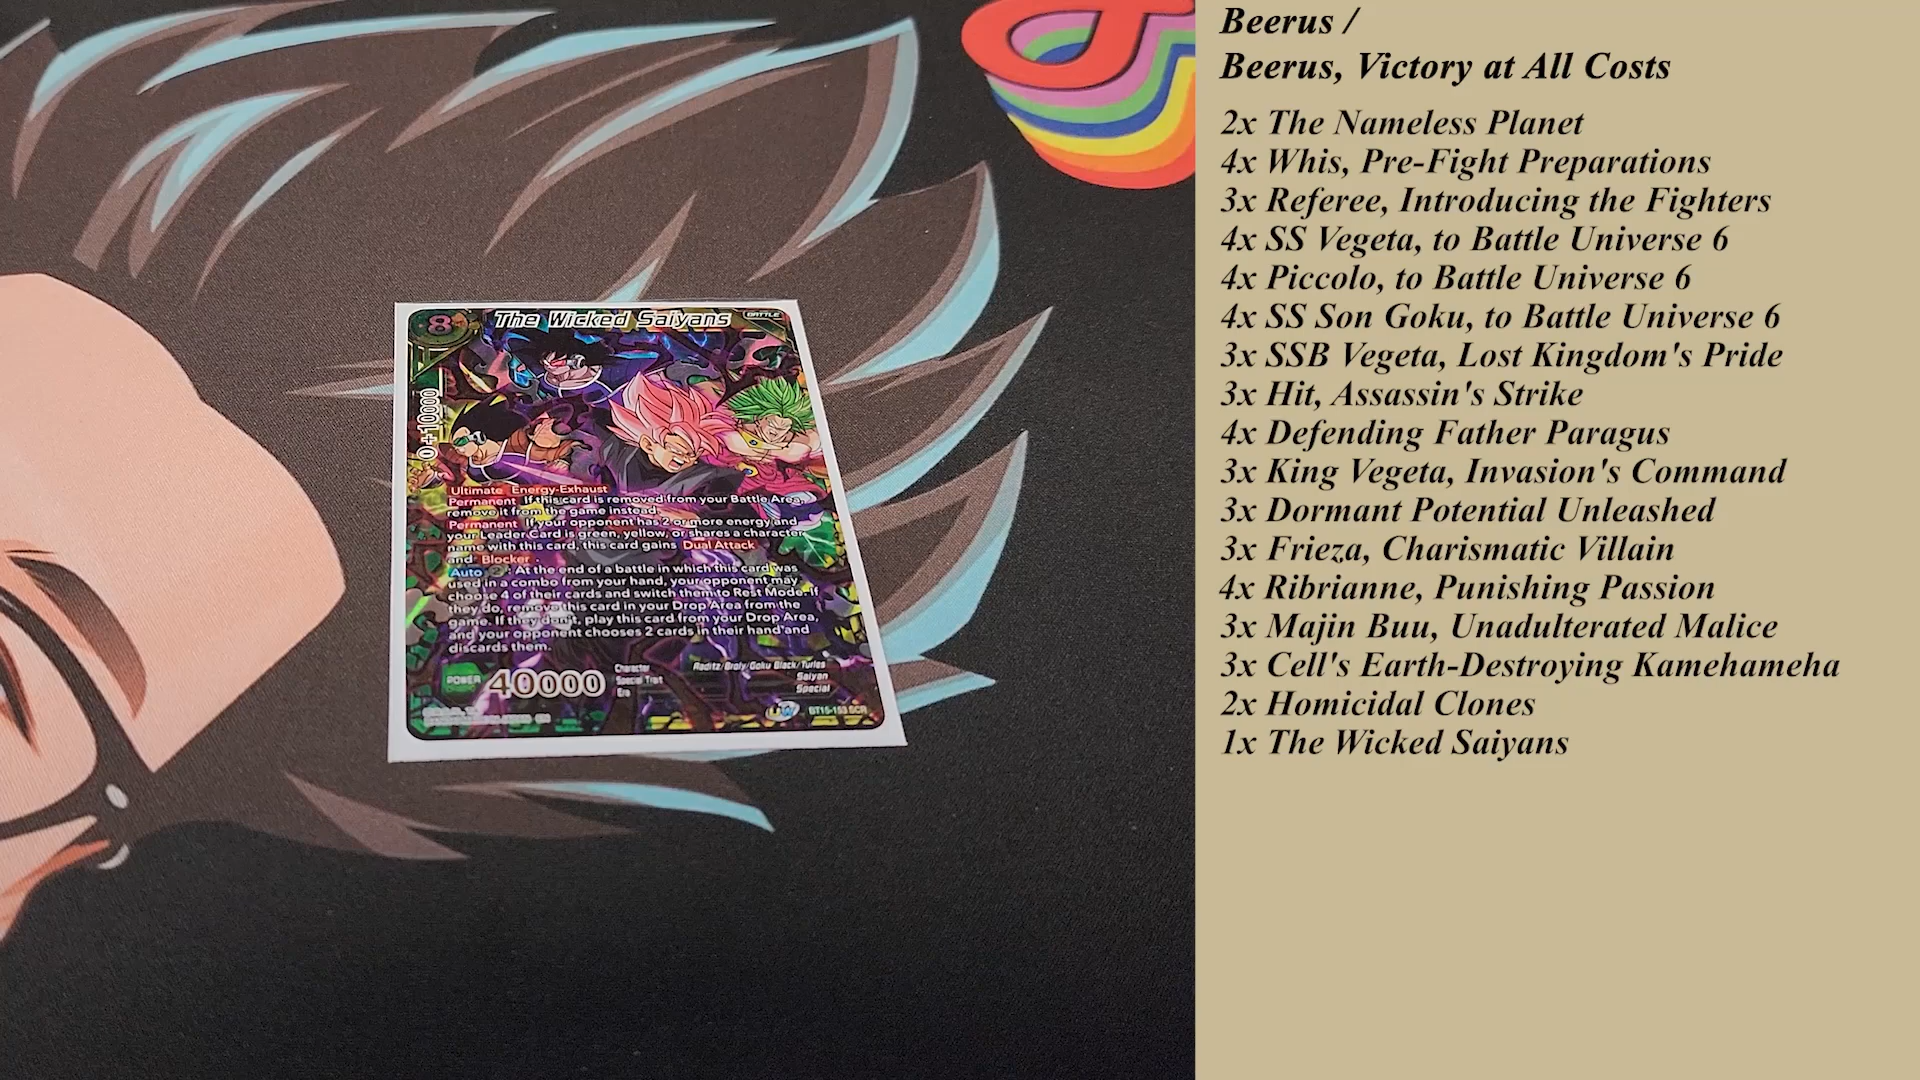 Beerus /
Beerus, Victory at All Costs
2x The Nameless Planet
4x Whis, Pre-Fight Preparations
3x Referee, Introducing the Fighters
4x SS Vegeta, to Battle Universe 6
4x Piccolo, to Battle Universe 6
4x SS Son Goku, to Battle Universe 6
3x SSB Vegeta, Lost Kingdom's Pride
3x Hit, Assassin's Strike
4x Defending Father Paragus
3x King Vegeta, Invasion's Command
3x Dormant Potential Unleashed
3x Frieza, Charismatic Villain
4x Ribrianne, Punishing Passion
3x Majin Buu, Unadulterated Malice
3x Cell's Earth-Destroying Kamehameha
2x Homicidal Clones
1x The Wicked Saiyans
8
The Wicked Saiyans
BATTLE
0+10000
Ultimate Energy-Exhaust
Permanent If this card is removed from your Battle Area,
remove it from the game instead.
Permanent If your opponent has 2 or more energy and
your Leader Card is green, yellow, or shares a character
name with this card, this card gains Dual Attack
and Blocker.
Auto 2: At the end of a battle in which this card was
used in a combo from your hand, your opponent may
choose 4 of their cards and switch them to Rest Mode. If
they do, remove this card in your Drop Area from the
game. If they don't, play this card from your Drop Area,
and your opponent chooses 2 cards in their hand and
discards them.
POWER 40000
Character Raditz/Broly/Goku Black/Turles
Special Trait Saiyan
Era Special
BT15-153 SCR